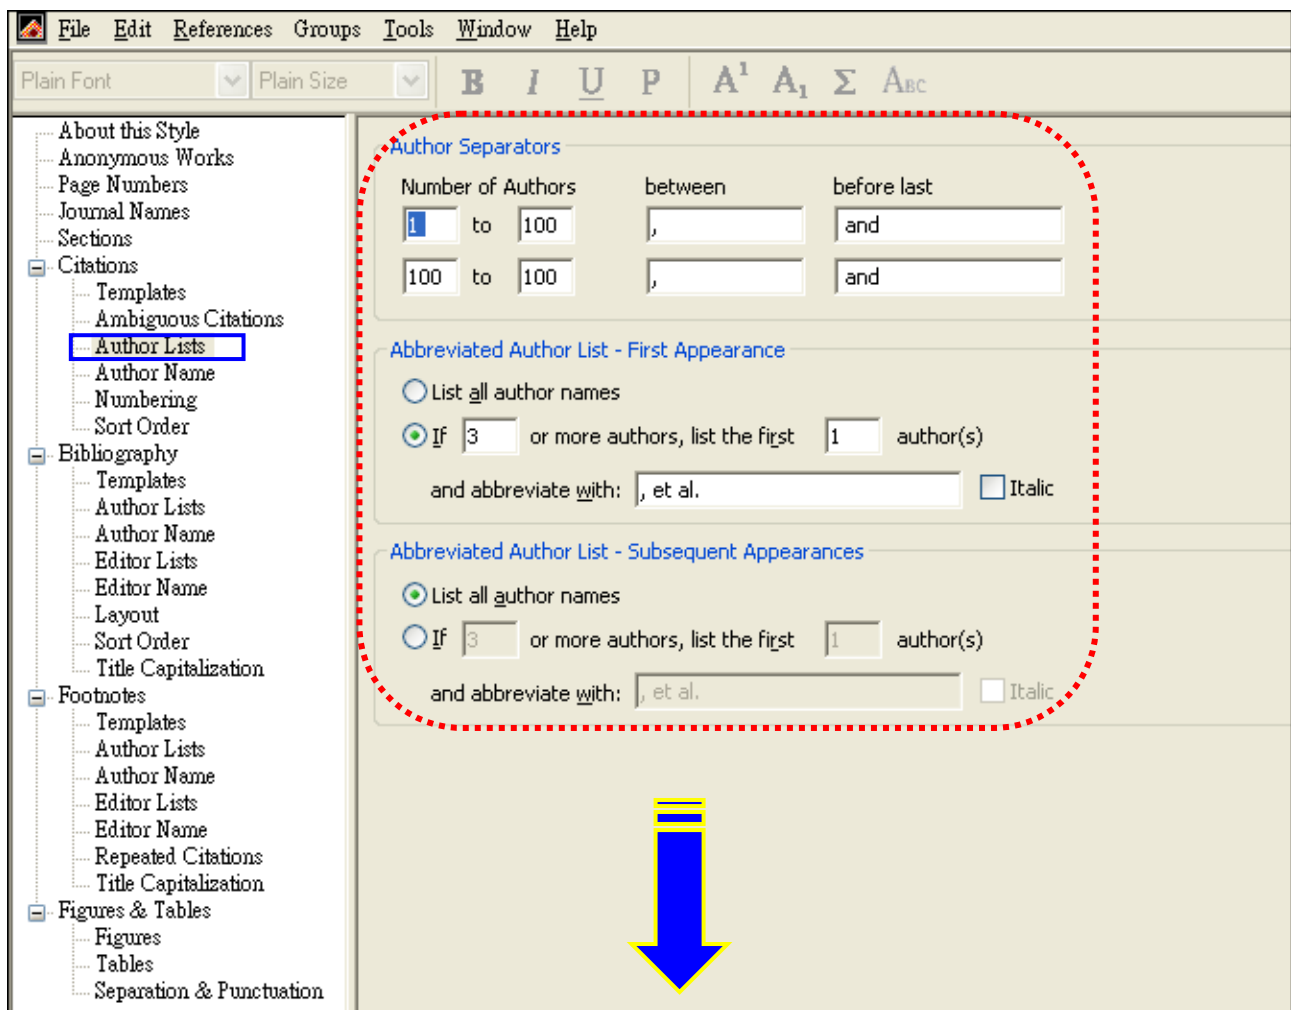 File Edit References Groups Tools Window Help
Plain Font Plain Size B I U P A¹ A₁ Σ ABC
About this Style
Anonymous Works
Page Numbers
Journal Names
Sections
Citations
Templates
Ambiguous Citations
Author Lists
Author Name
Numbering
Sort Order
Bibliography
Templates
Author Lists
Author Name
Editor Lists
Editor Name
Layout
Sort Order
Title Capitalization
Footnotes
Templates
Author Lists
Author Name
Editor Lists
Editor Name
Repeated Citations
Title Capitalization
Figures & Tables
Figures
Tables
Separation & Punctuation
Author Separators
Number of Authors between before last
1 to 100 , and
100 to 100 , and
Abbreviated Author List - First Appearance
List all author names
If 3 or more authors, list the first 1 author(s)
and abbreviate with: , et al. Italic
Abbreviated Author List - Subsequent Appearances
List all author names
If 3 or more authors, list the first 1 author(s)
and abbreviate with: , et al. Italic